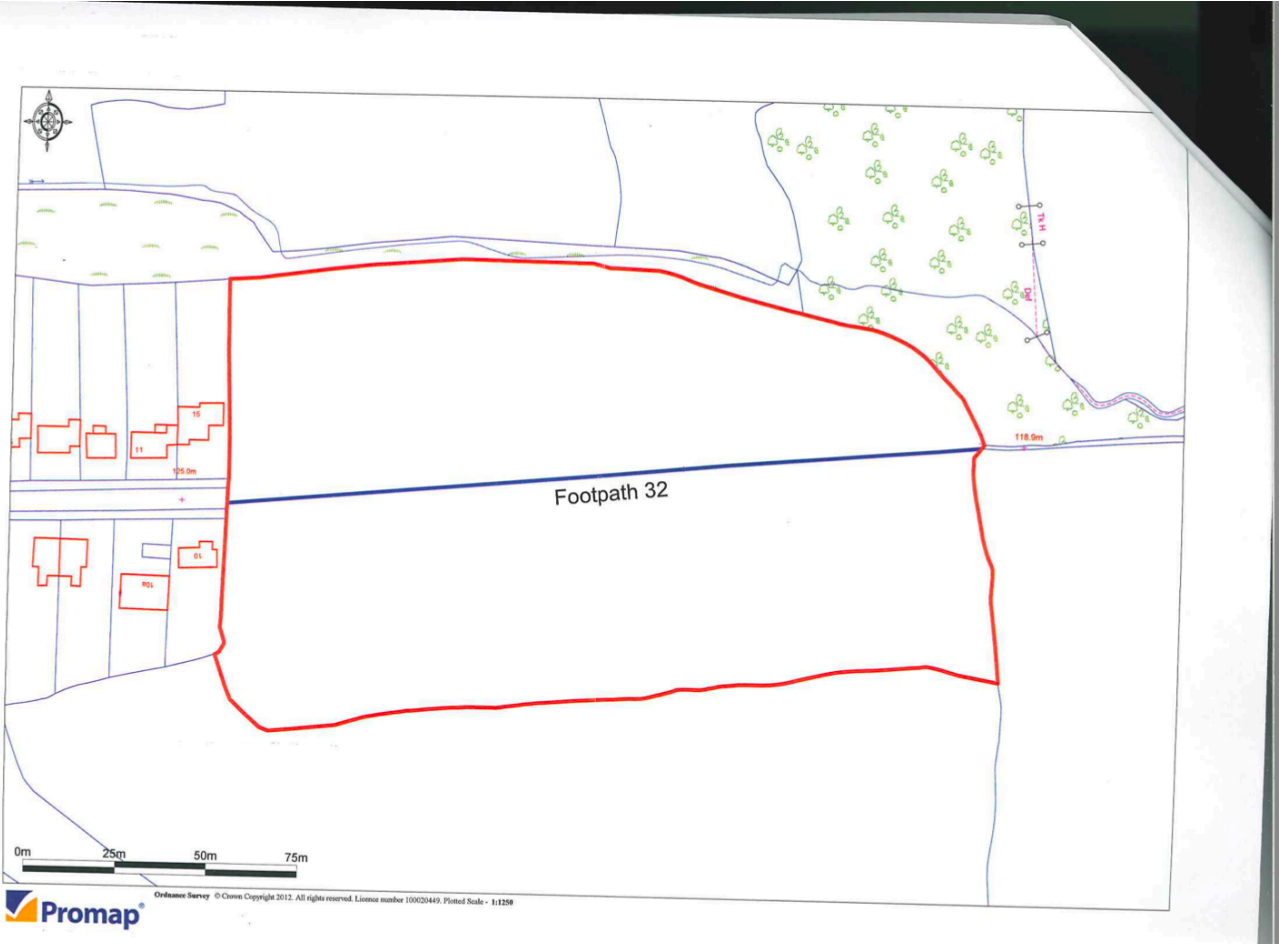 Tk H
Def
15
11
125.0m
118.9m
Footpath 32
10
10a
0m 25m 50m 75m
Ordnance Survey © Crown Copyright 2012. All rights reserved. Licence number 100020449. Plotted Scale - 1:1250
Promap®